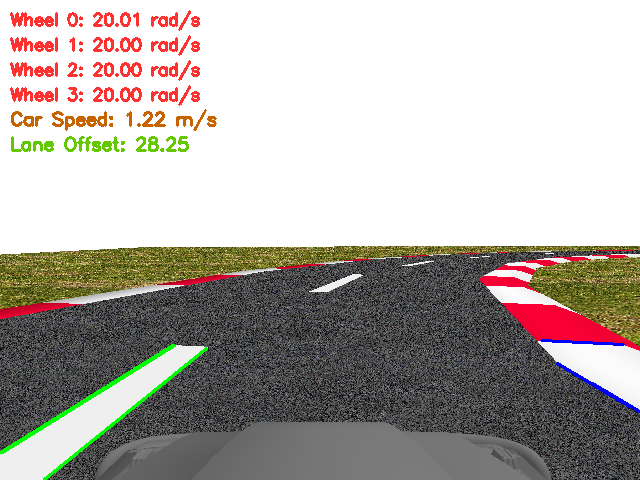 Wheel 0: 20.01 rad/s
Wheel 1: 20.00 rad/s
Wheel 2: 20.00 rad/s
Wheel 3: 20.00 rad/s
Car Speed: 1.22 m/s
Lane Offset: 28.25